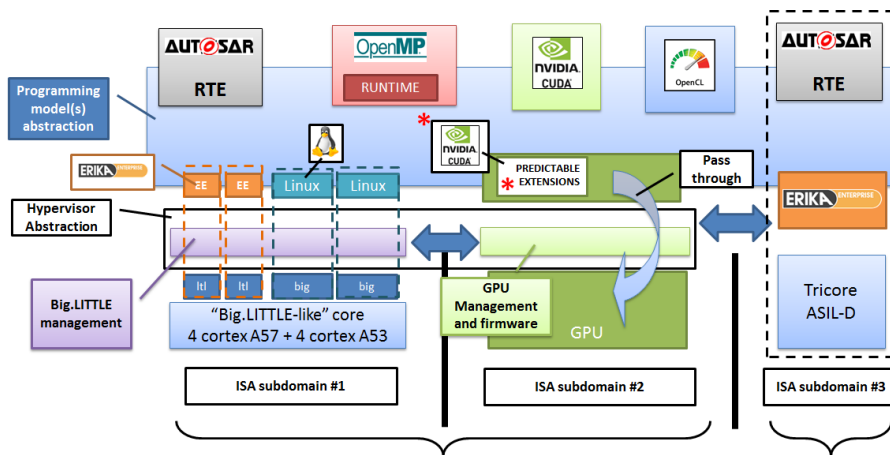 AUTOSAR
RTE
OpenMP
RUNTIME
NVIDIA
CUDA
OpenCL
AUTOSAR
RTE
Programming
model(s)
abstraction
*
NVIDIA
CUDA
PREDICTABLE
* EXTENSIONS
Pass
through
ERIKA ENTERPRISE
EE
EE
Linux
Linux
ERIKA ENTERPRISE
Hypervisor
Abstraction
Big.LITTLE
management
ltl
ltl
big
big
"Big.LITTLE-like" core
4 cortex A57 + 4 cortex A53
GPU
Management
and firmware
GPU
Tricore
ASIL-D
ISA subdomain #1
ISA subdomain #2
ISA subdomain #3